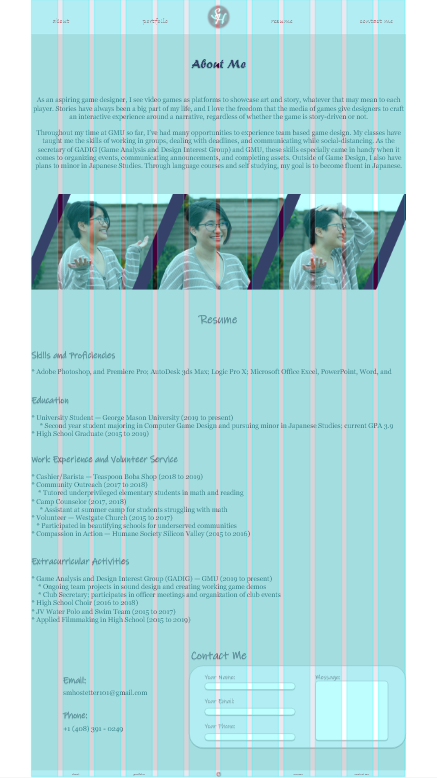 about
portfolio
SH
resume
contact me
About Me
As an aspiring game designer, I see video games as platforms to showcase art and story, whatever that may mean to each
player. Stories have always been a big part of my life, and I love the freedom that the media of games give designers to craft
an interactive experience around a narrative, regardless of whether the game is story-driven or not.
Throughout my time at GMU so far, I've had many opportunities to experience team based game design. My classes have
taught me the skills of working in groups, dealing with deadlines, and communicating while social-distancing. As the
secretary of GADIG (Game Analysis and Design Interest Group) and GMU, these skills especially came in handy when it
comes to organizing events, communicating announcements, and completing assets. Outside of Game Design, I also have
plans to minor in Japanese Studies. Through language courses and self studying, my goal is to become fluent in Japanese.
Resume
Skills and Proficiencies
* Adobe Photoshop, and Premiere Pro; AutoDesk 3ds Max; Logic Pro X; Microsoft Office Excel, PowerPoint, Word, and
Education
* University Student — George Mason University (2019 to present)
* Second year student majoring in Computer Game Design and pursuing minor in Japanese Studies: current GPA 3.9
* High School Graduate (2015 to 2019)
Work Experience and Volunteer Service
* Cashier/Barista — Teaspoon Boba Shop (2018 to 2019)
* Community Outreach (2017 to 2018)
* Tutored underprivileged elementary students in math and reading
* Camp Counselor (2017, 2018)
* Assistant at summer camp for students struggling with math
* Volunteer — Westgate Church (2015 to 2017)
* Participated in beautifying schools for underserved communities
* Compassion in Action — Humane Society Silicon Valley (2015 to 2016)
Extracurricular Activities
* Game Analysis and Design Interest Group (GADIG) — GMU (2019 to present)
* Ongoing team projects in sound design and creating working game demos
* Club Secretary: participates in officer meetings and organization of club events
* High School Choir (2016 to 2018)
* JV Water Polo and Swim Team (2015 to 2017)
* Applied Filmmaking in High School (2015 to 2019)
Contact Me
Email:
smhostetter101@gmail.com
Phone:
+1 (408) 391 - 0249
Your Name:
Your Email:
Your Phone:
Message: